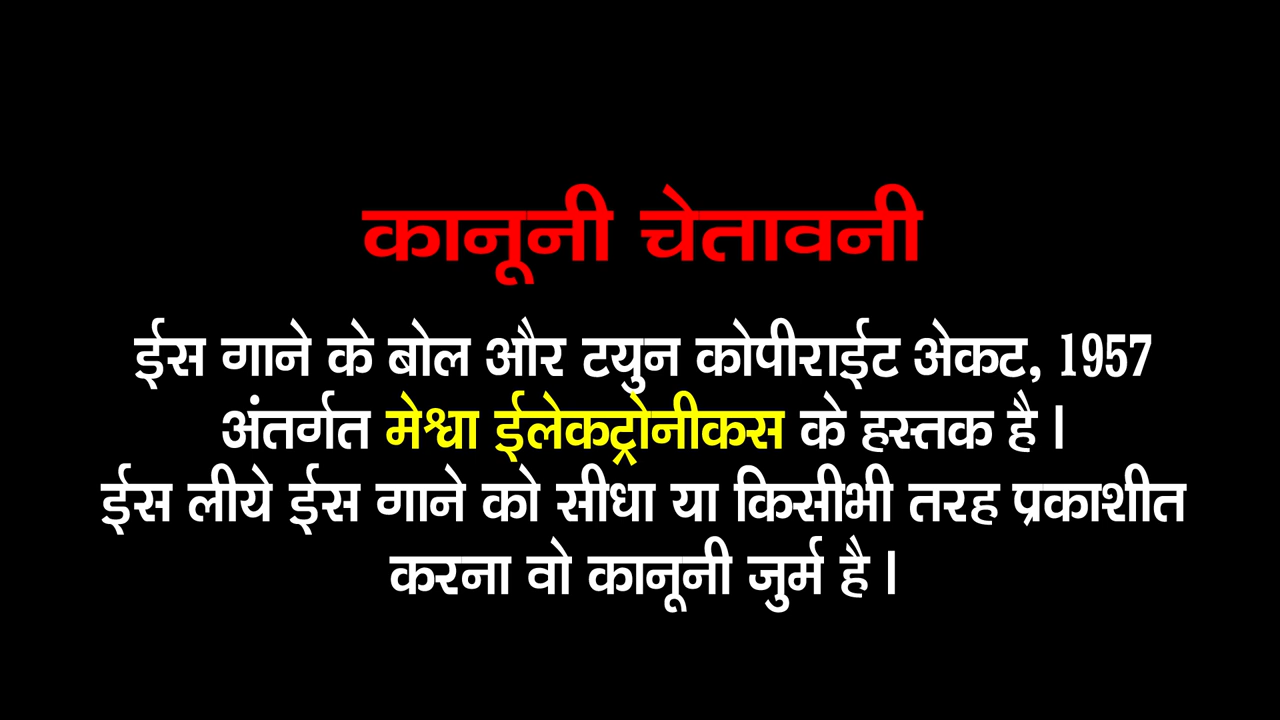 कानूनी चेतावनी
ईस गाने के बोल और टयुन कोपीराईट अेकट, 1957
अंतर्गत मेश्वा ईलेकट्रोनीकस के हस्तक है।
ईस लीये ईस गाने को सीधा या किसीभी तरह प्रकाशीत
करना वो कानूनी जुर्म है।